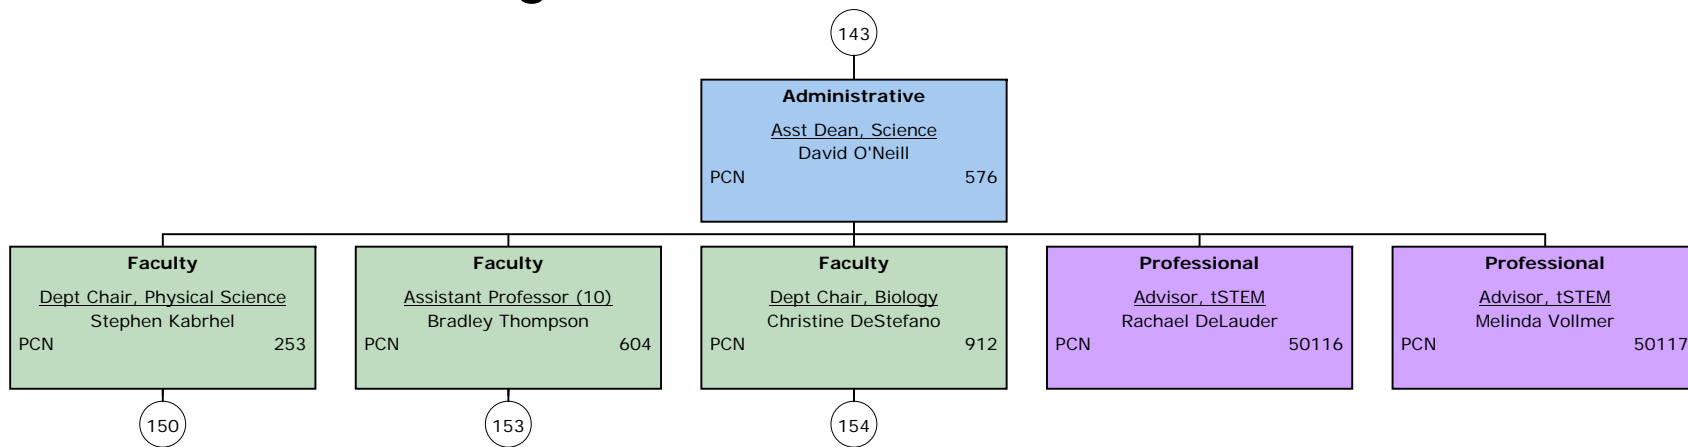 143
Administrative
Asst Dean, Science
David O'Neill
PCN 576
Faculty
Dept Chair, Physical Science
Stephen Kabrhel
PCN 253
150
Faculty
Assistant Professor (10)
Bradley Thompson
PCN 604
153
Faculty
Dept Chair, Biology
Christine DeStefano
PCN 912
154
Professional
Advisor, tSTEM
Rachael DeLauder
PCN 50116
Professional
Advisor, tSTEM
Melinda Vollmer
PCN 50117